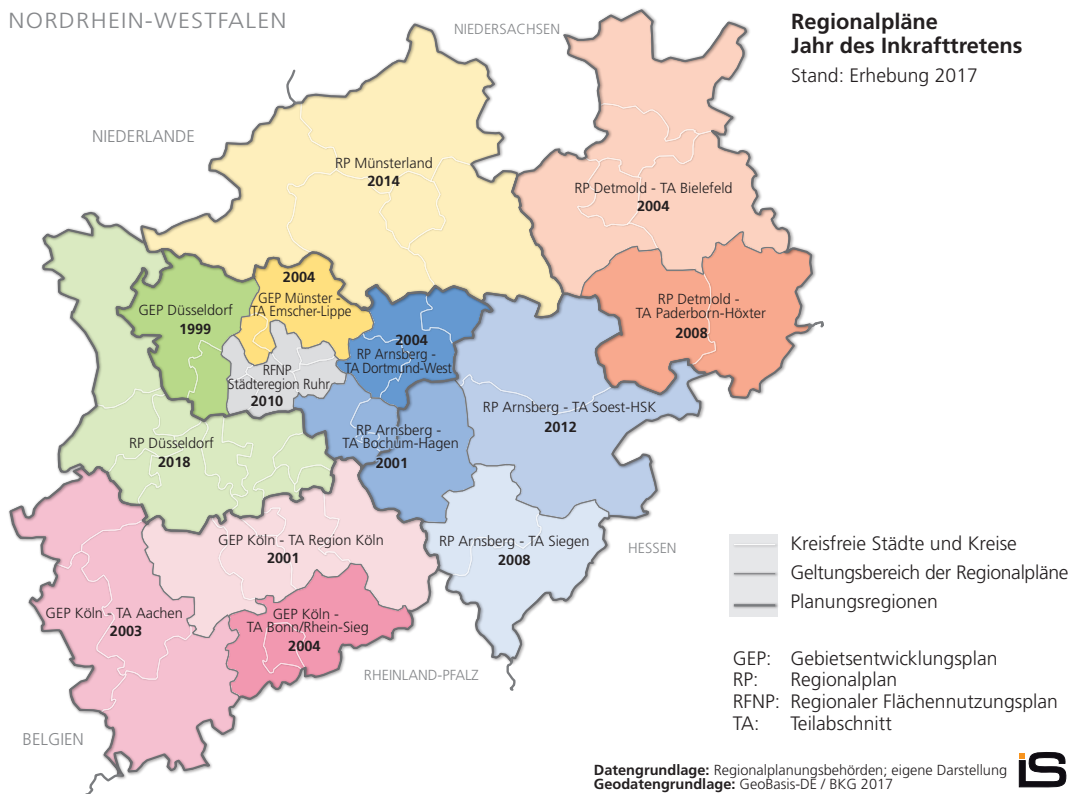 NORDRHEIN-WESTFALEN
Regionalpläne
Jahr des Inkrafttretens
Stand: Erhebung 2017
NIEDERSACHSEN
NIEDERLANDE
RP Münsterland
2014
RP Detmold - TA Bielefeld
2004
2004
GEP Münster -
TA Emscher-Lippe
GEP Düsseldorf
1999
RP Detmold -
TA Paderborn-Höxter
2008
2004
RP Arnsberg -
TA Dortmund-West
RFNP
Städteregion Ruhr
2010
RP Arnsberg - TA Soest-HSK
2012
RP Düsseldorf
2018
RP Arnsberg -
TA Bochum-Hagen
2001
GEP Köln - TA Region Köln
2001
RP Arnsberg - TA Siegen
2008
HESSEN
GEP Köln - TA Aachen
2003
GEP Köln -
TA Bonn/Rhein-Sieg
2004
RHEINLAND-PFALZ
BELGIEN
Kreisfreie Städte und Kreise
Geltungsbereich der Regionalpläne
Planungsregionen
GEP: Gebietsentwicklungsplan
RP: Regionalplan
RFNP: Regionaler Flächennutzungsplan
TA: Teilabschnitt
Datengrundlage: Regionalplanungsbehörden; eigene Darstellung
Geodatengrundlage: GeoBasis-DE / BKG 2017
is